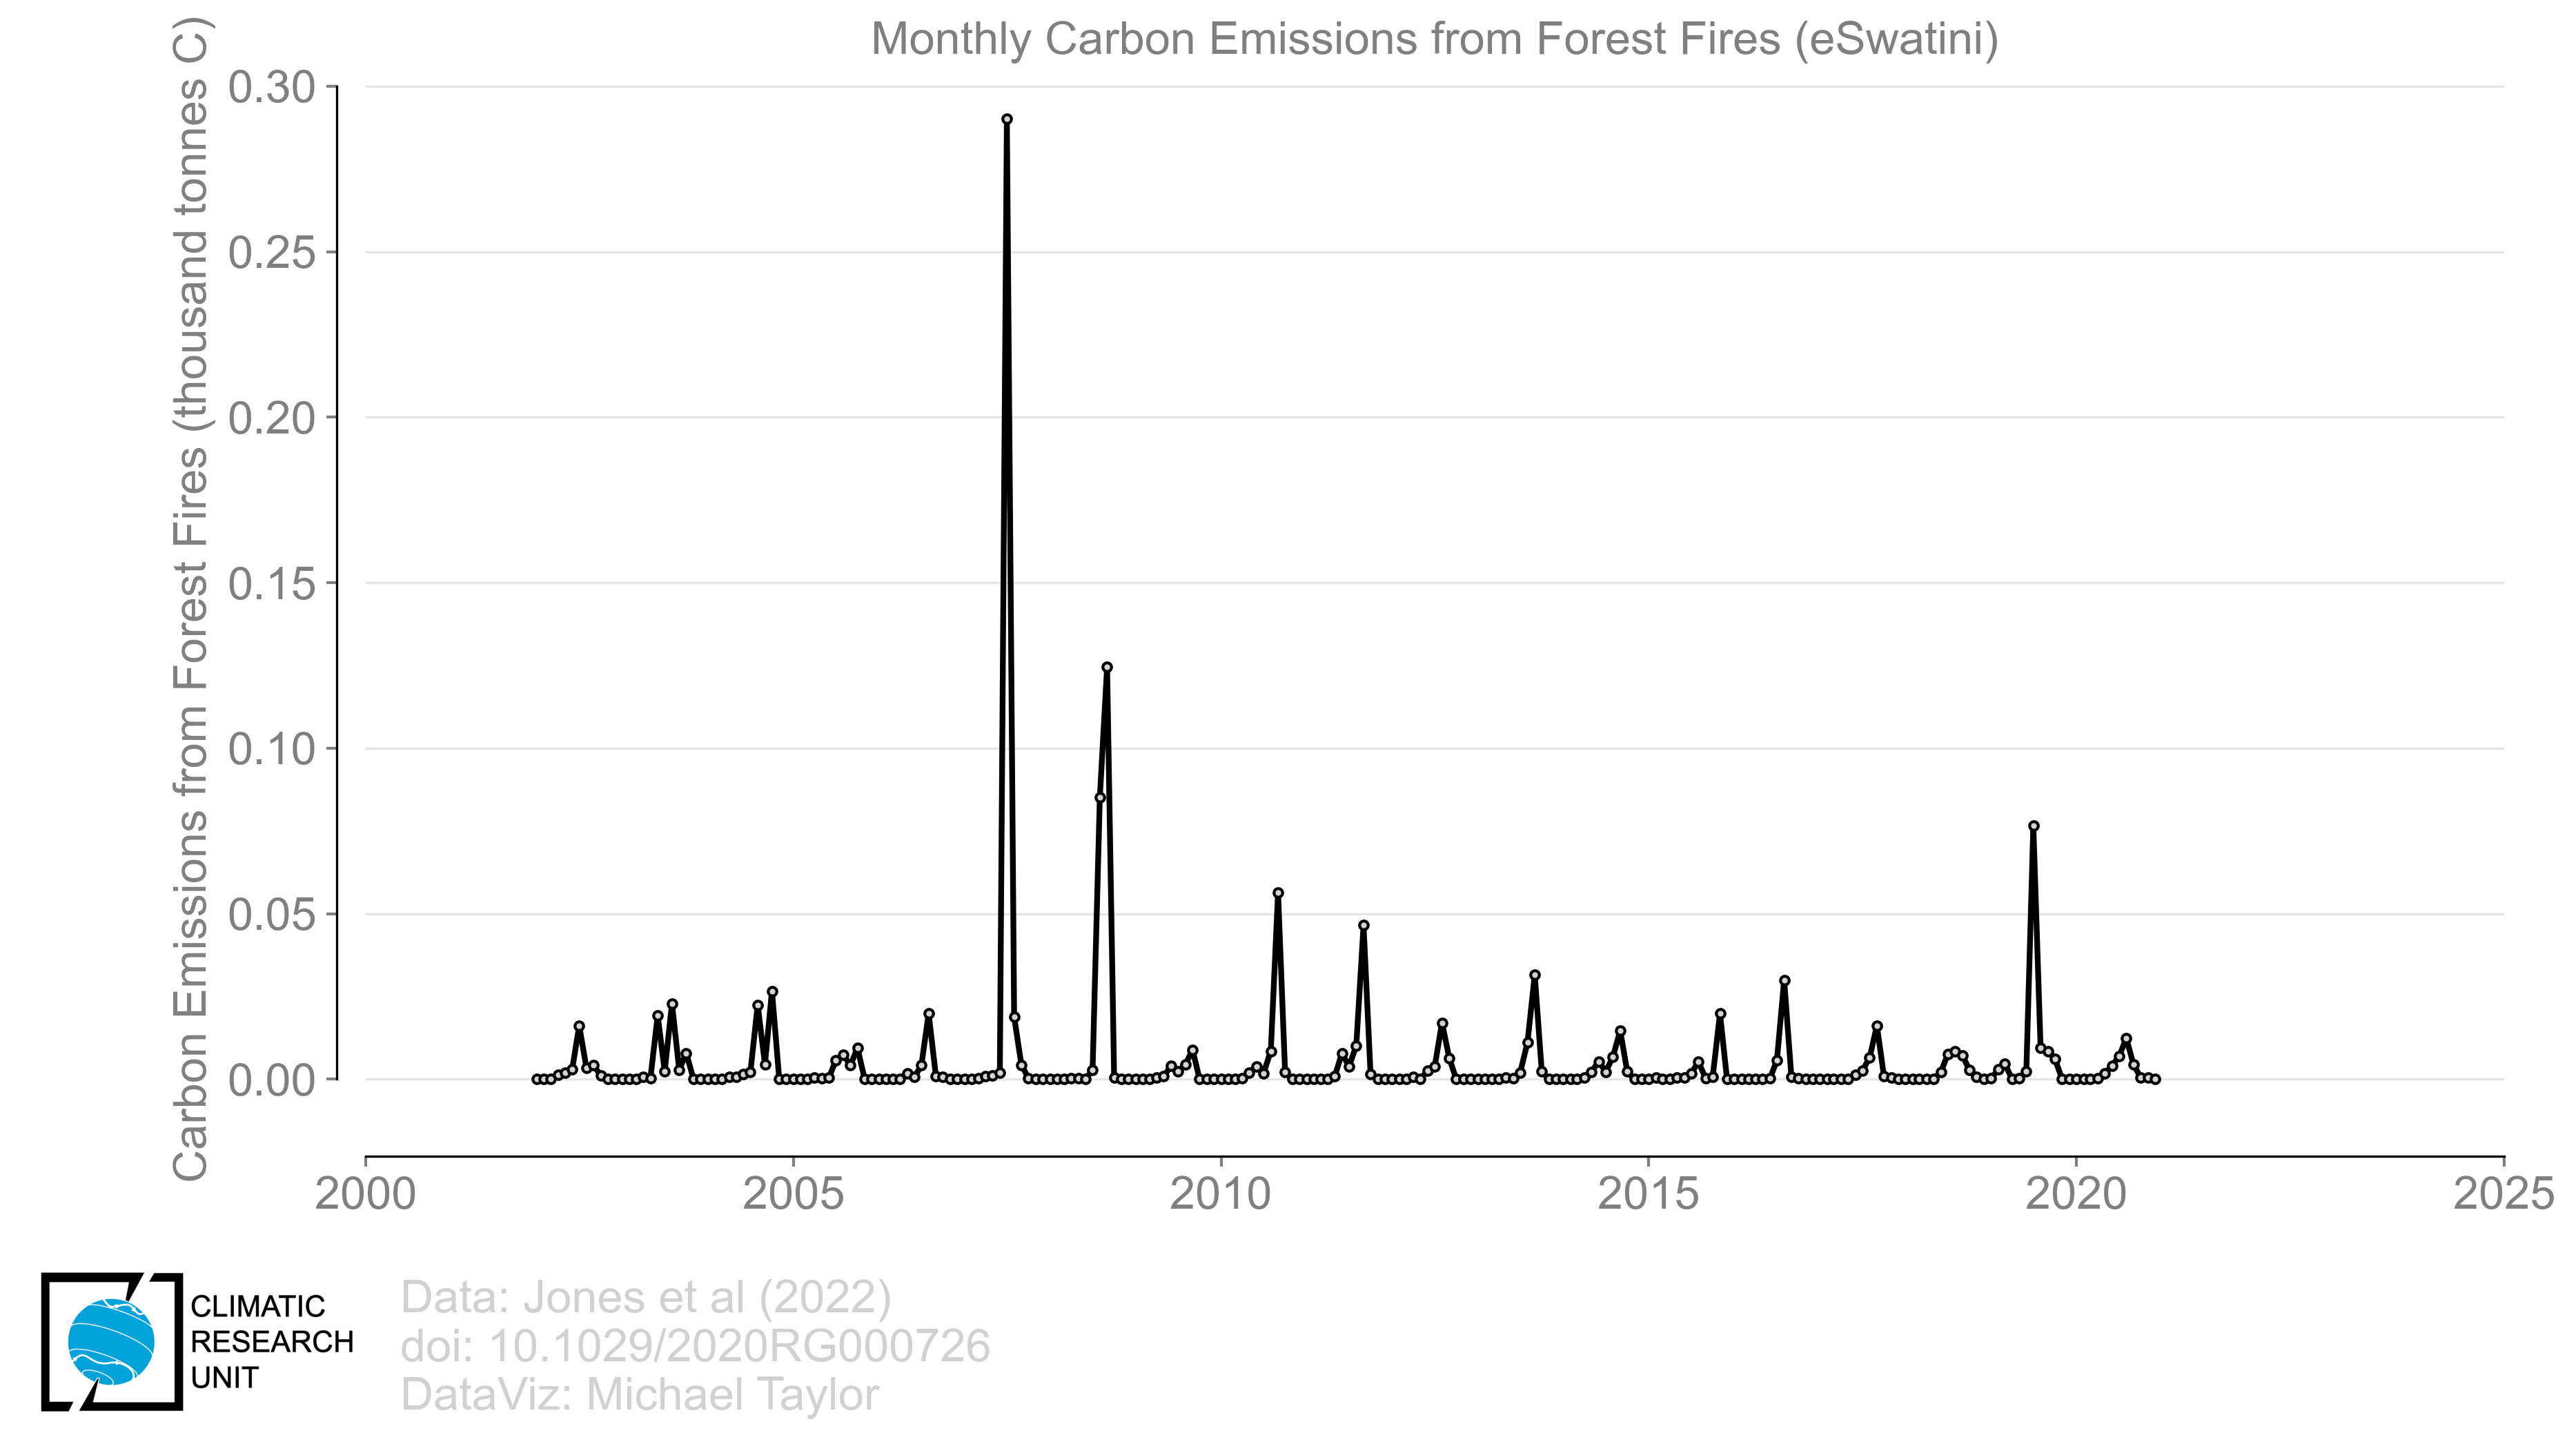 Monthly Carbon Emissions from Forest Fires (eSwatini)
Carbon Emissions from Forest Fires (thousand tonnes C)
0.30
0.25
0.20
0.15
0.10
0.05
0.00
2000 2005 2010 2015 2020 2025
CLIMATIC
RESEARCH
UNIT
Data: Jones et al (2022)
doi: 10.1029/2020RG000726
DataViz: Michael Taylor